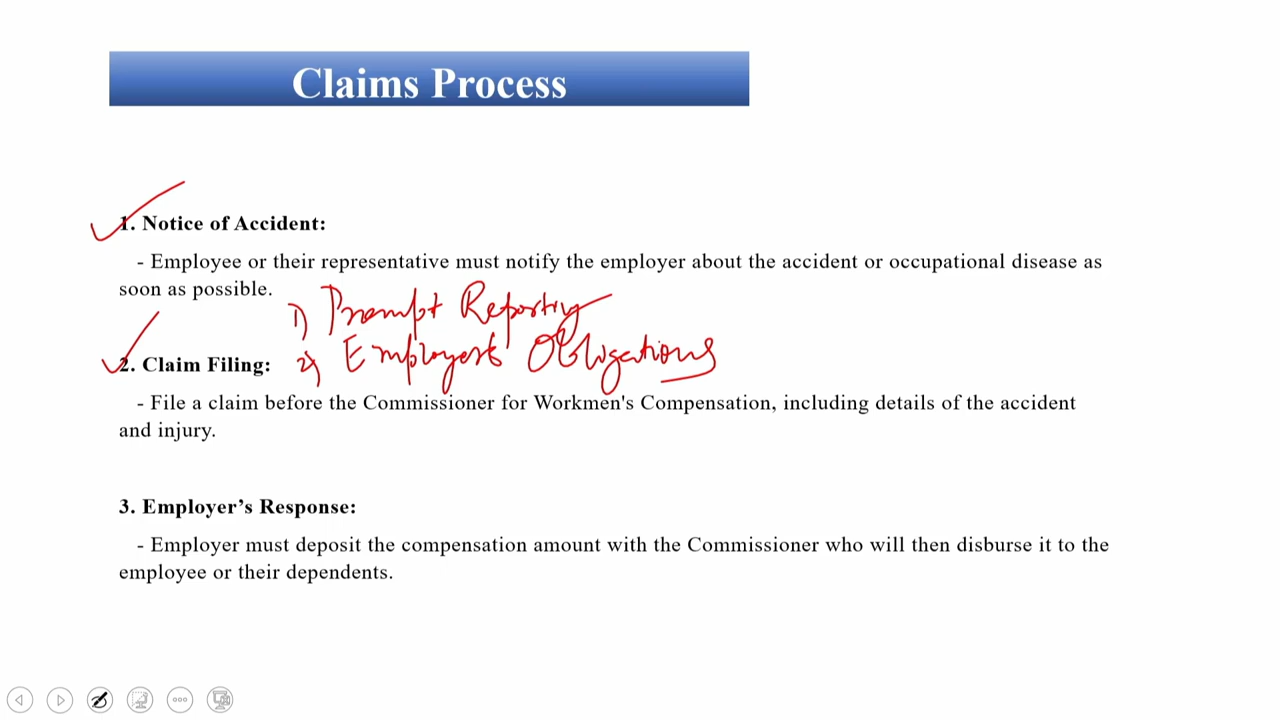 Claims Process
1. Notice of Accident:
- Employee or their representative must notify the employer about the accident or occupational disease as
soon as possible.
1) Prompt Reporting
2. Claim Filing:
2) Employer's Obligations
- File a claim before the Commissioner for Workmen's Compensation, including details of the accident
and injury.
3. Employer’s Response:
- Employer must deposit the compensation amount with the Commissioner who will then disburse it to the
employee or their dependents.